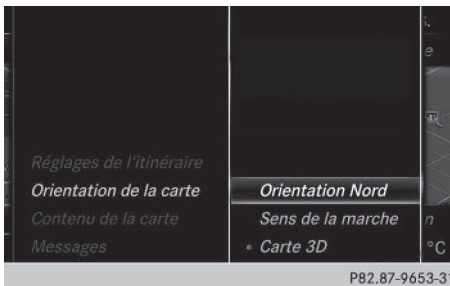 Réglages de l'itinéraire
Orientation de la carte
Contenu de la carte
Messages
Orientation Nord
Sens de la marche
• Carte 3D
°C
P82.87-9653-31